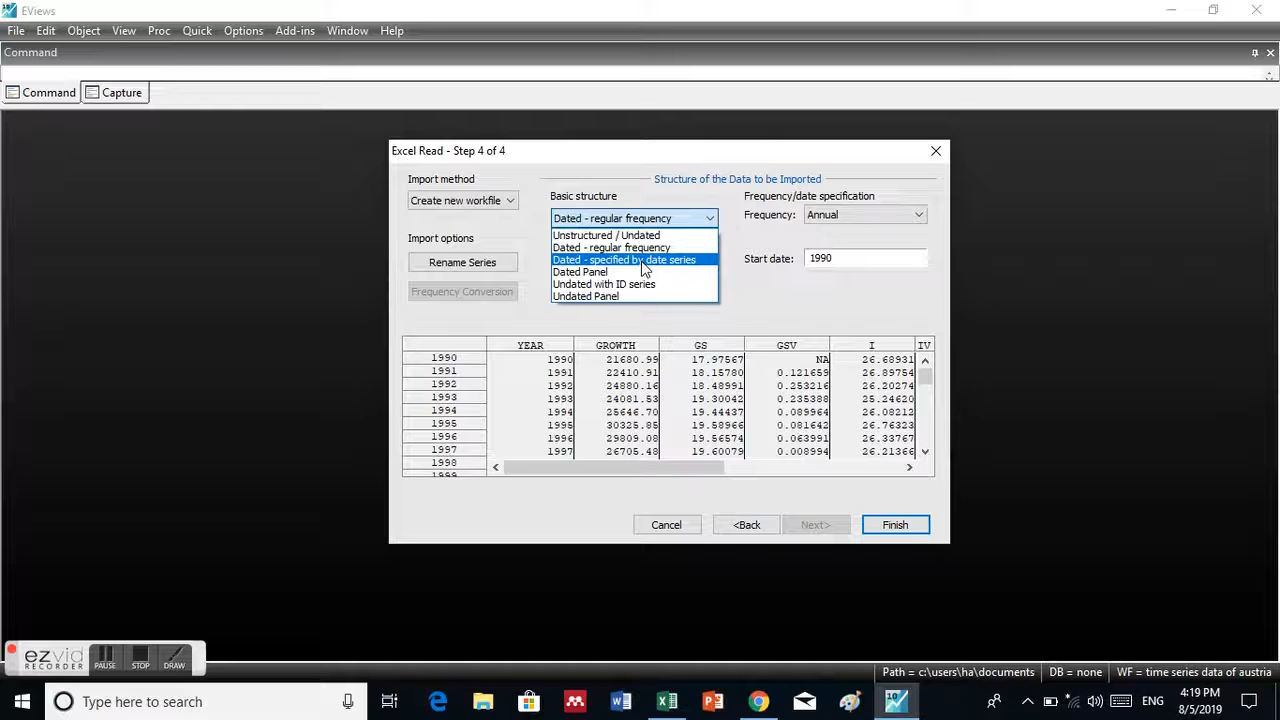 EViews
File Edit Object View Proc Quick Options Add-ins Window Help
Command
Command Capture
Excel Read - Step 4 of 4
Import method
Create new workfile
Import options
Rename Series
Frequency Conversion
Structure of the Data to be Imported
Basic structure
Dated - regular frequency
Unstructured / Undated
Dated - regular frequency
Dated - specified by date series
Dated Panel
Undated with ID series
Undated Panel
Frequency/date specification
Frequency: Annual
Start date: 1990
YEAR GROWTH GS GSV I IV
1990 1990 21680.99 17.97567 NA 26.68931
1991 1991 22410.91 18.15780 0.121659 26.89754
1992 1992 24880.16 18.48991 0.253216 26.20274
1993 1993 24081.53 19.30042 0.235388 25.24620
1994 1994 25646.70 19.44437 0.089964 26.08212
1995 1995 30325.85 19.58966 0.081642 26.76323
1996 1996 29809.08 19.56574 0.063991 26.33767
1997 1997 26705.48 19.60079 0.008994 26.21366
1998
1999
Cancel <Back Next> Finish
ezvid
RECORDER
PAUSE STOP DRAW
Path = c:\users\ha\documents DB = none WF = time series data of austria
Type here to search
ENG
4:19 PM
8/5/2019